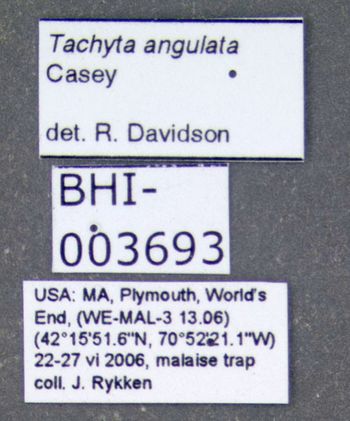 Tachyta angulata
Casey
det. R. Davidson
BHI-
003693
USA: MA, Plymouth, World's
End, (WE-MAL-3 13.06)
(42°15'51.6"N, 70°52'21.1"W)
22-27 vi 2006, malaise trap
coll. J. Rykken